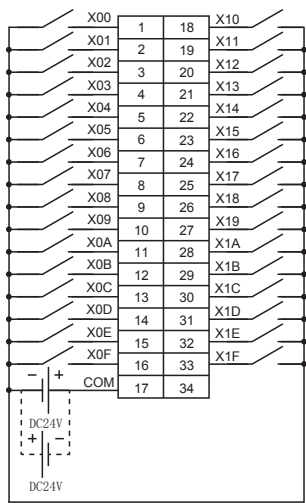 X00 1 18 X10
X01 2 19 X11
X02 3 20 X12
X03 4 21 X13
X04 5 22 X14
X05 6 23 X15
X06 7 24 X16
X07 8 25 X17
X08 9 26 X18
X09 10 27 X19
X0A 11 28 X1A
X0B 12 29 X1B
X0C 13 30 X1C
X0D 14 31 X1D
X0E 15 32 X1E
X0F 16 33 X1F
− + COM 17 34
DC24V
+ −
DC24V